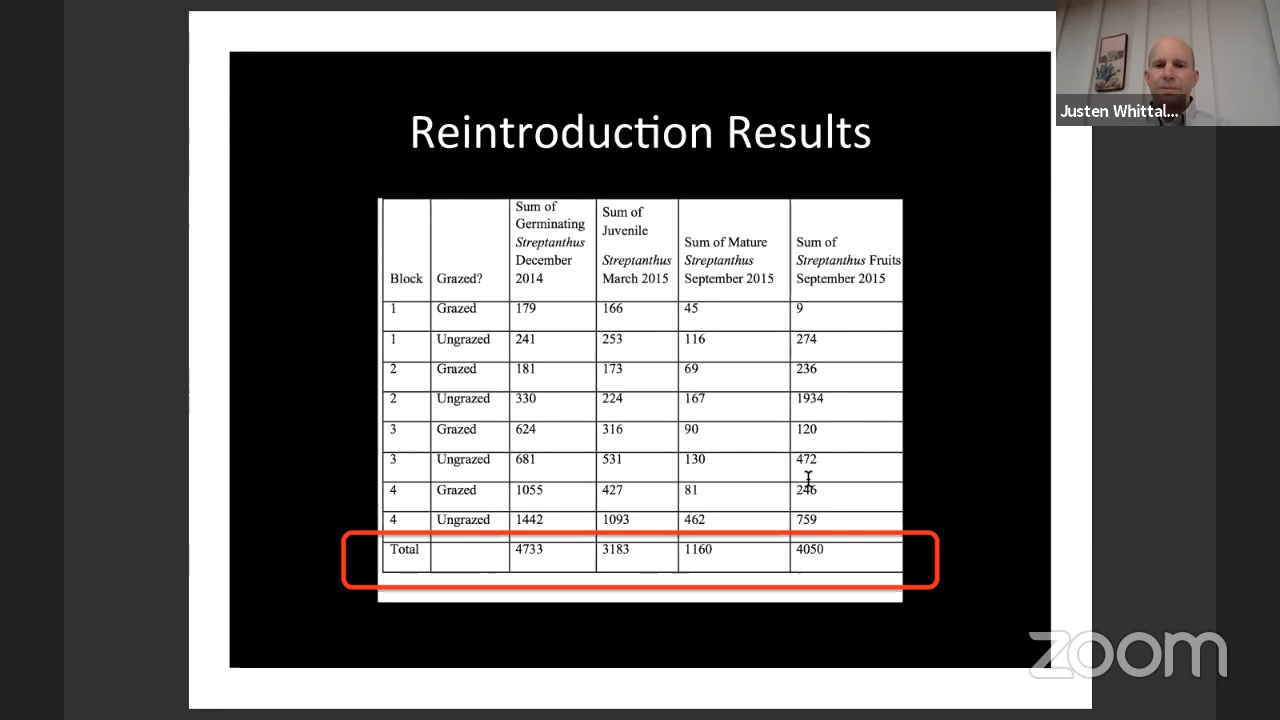 Justen Whittal...
Reintroduction Results
Block
Grazed?
Sum of
Germinating
Streptanthus
December
2014
Sum of
Juvenile
Streptanthus
March 2015
Sum of Mature
Streptanthus
September 2015
Sum of
Streptanthus Fruits
September 2015
1 Grazed 179 166 45 9
1 Ungrazed 241 253 116 274
2 Grazed 181 173 69 236
2 Ungrazed 330 224 167 1934
3 Grazed 624 316 90 120
3 Ungrazed 681 531 130 472
4 Grazed 1055 427 81 246
4 Ungrazed 1442 1093 462 759
Total 4733 3183 1160 4050
zoom